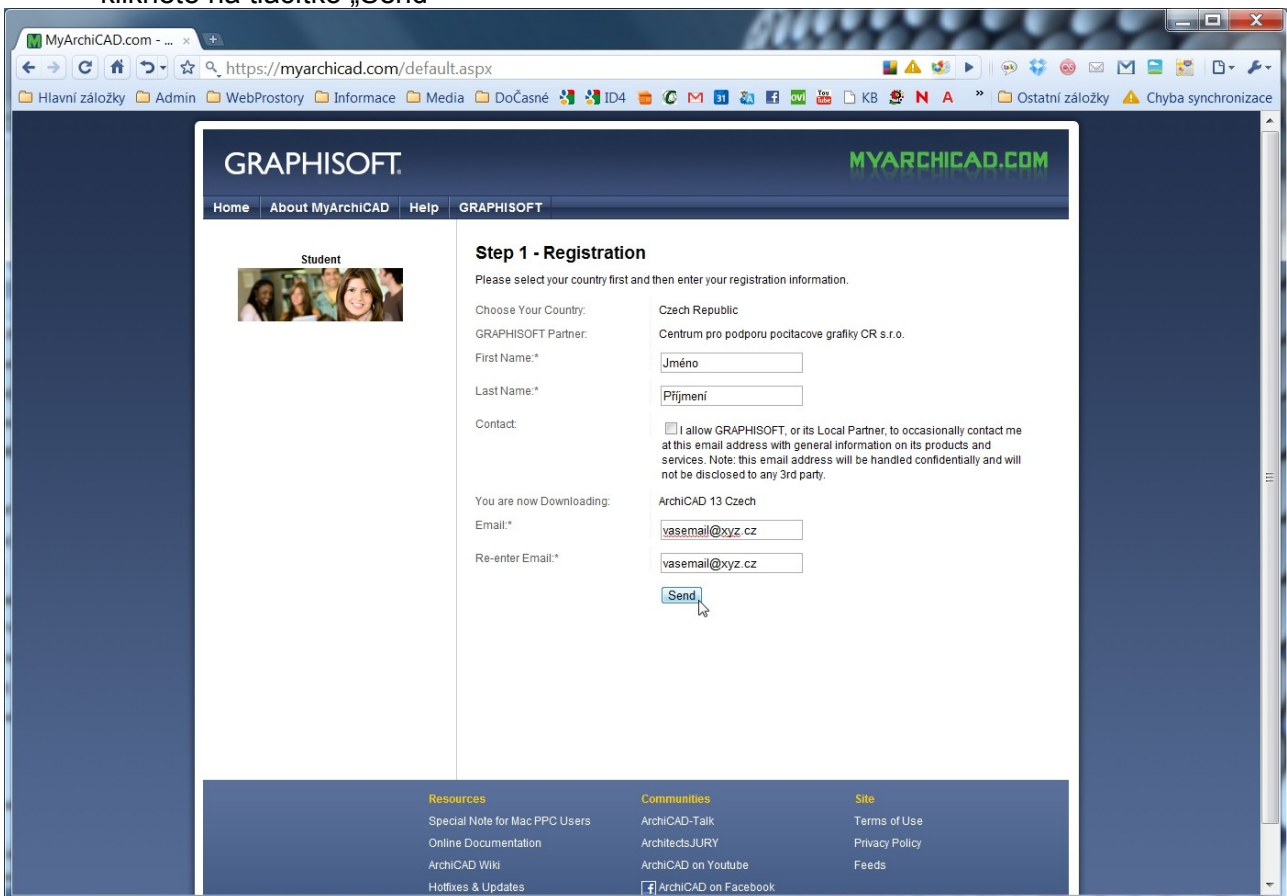 kliknete na tlačítko „Send“
MyArchiCAD.com - ...
https://myarchicad.com/default.aspx
Hlavní záložky Admin WebProstory Informace Media DoČasné ID4 KB N A » Ostatní záložky Chyba synchronizace
GRAPHISOFT.
MYARCHICAD.COM
Home About MyArchiCAD Help GRAPHISOFT
Student
Step 1 - Registration
Please select your country first and then enter your registration information.
Choose Your Country: Czech Republic
GRAPHISOFT Partner: Centrum pro podporu pocitacove grafiky CR s.r.o.
First Name:* Jméno
Last Name:* Příjmení
Contact: I allow GRAPHISOFT, or its Local Partner, to occasionally contact me
at this email address with general information on its products and
services. Note: this email address will be handled confidentially and will
not be disclosed to any 3rd party.
You are now Downloading: ArchiCAD 13 Czech
Email:* vasemail@xyz.cz
Re-enter Email:* vasemail@xyz.cz
Send
Resources Communities Site
Special Note for Mac PPC Users ArchiCAD-Talk Terms of Use
Online Documentation ArchitectsJURY Privacy Policy
ArchiCAD Wiki ArchiCAD on Youtube Feeds
Hotfixes & Updates ArchiCAD on Facebook